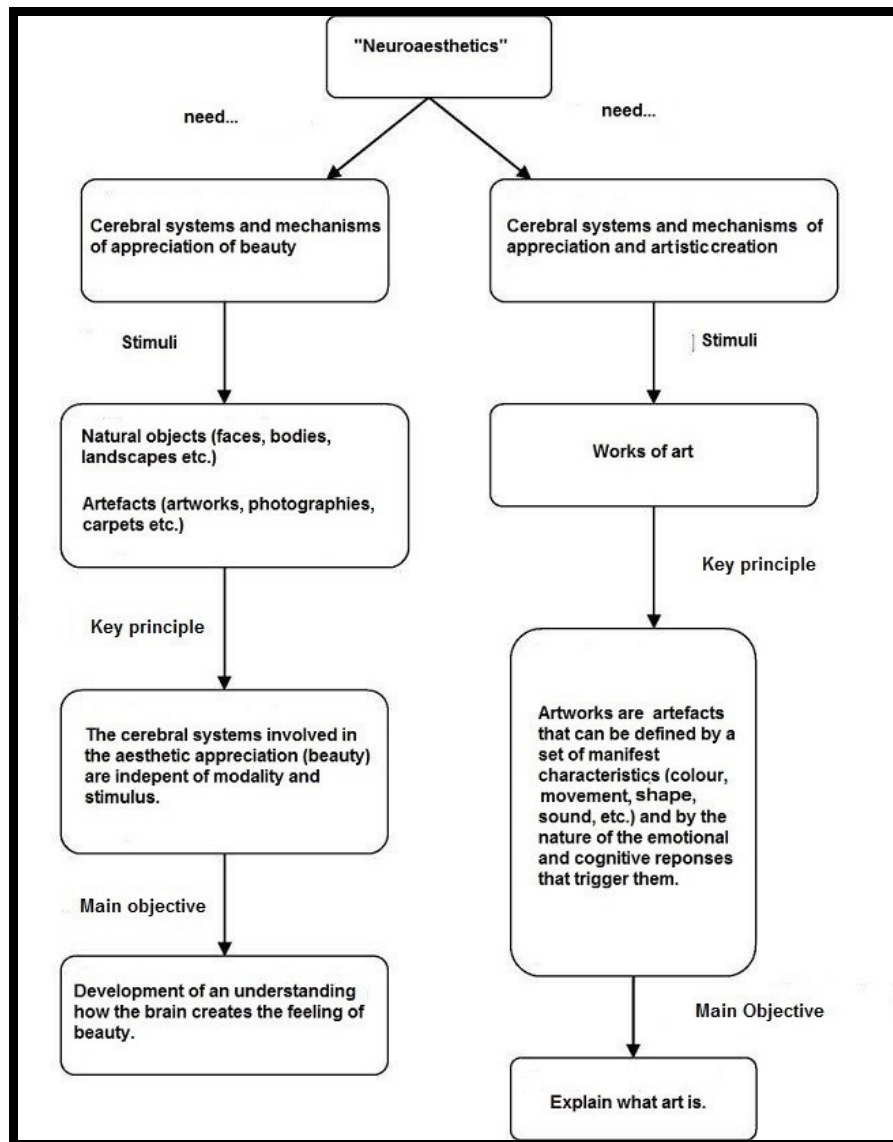 "Neuroaesthetics"
need...
need...
Cerebral systems and mechanisms
of appreciation of beauty
Cerebral systems and mechanisms of
appreciation and artistic creation
Stimuli
Stimuli
Natural objects (faces, bodies,
landscapes etc.)
Artefacts (artworks, photographies,
carpets etc.)
Works of art
Key principle
Key principle
The cerebral systems involved in
the aesthetic appreciation (beauty)
are indepent of modality and
stimulus.
Artworks are artefacts
that can be defined by a
set of manifest
characteristics (colour,
movement, shape,
sound, etc.) and by the
nature of the emotional
and cognitive reponses
that trigger them.
Main objective
Main Objective
Development of an understanding
how the brain creates the feeling of
beauty.
Explain what art is.